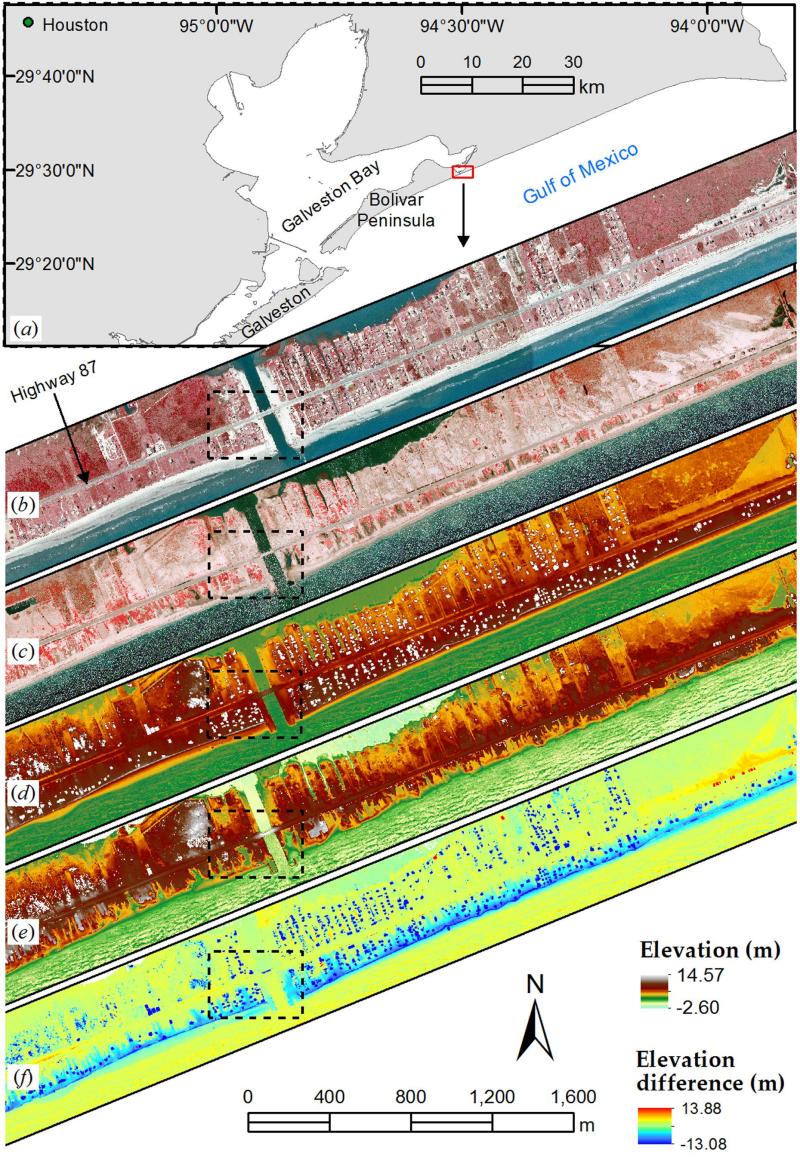 Houston
95°0'0"W
94°30'0"W
94°0'0"W
29°40'0"N
0 10 20 30
km
29°30'0"N
Gulf of Mexico
Galveston Bay
Bolivar
Peninsula
29°20'0"N
Galveston
(a)
Highway 87
(b)
(c)
(d)
(e)
Elevation (m)
14.57
-2.60
N
(f)
Elevation
difference (m)
0 400 800 1,200 1,600
m
13.88
-13.08